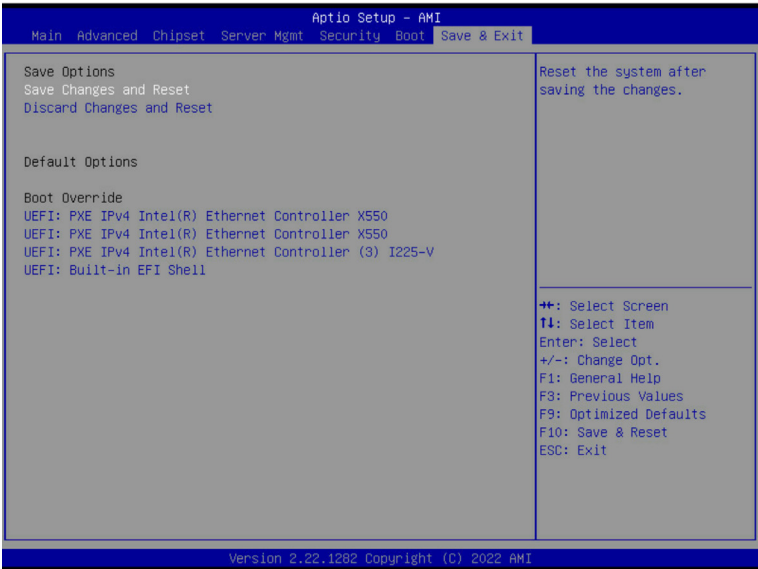 Aptio Setup - AMI
Main Advanced Chipset Server Mgmt Security Boot Save & Exit
Save Options
Save Changes and Reset
Discard Changes and Reset
Default Options
Boot Override
UEFI: PXE IPv4 Intel(R) Ethernet Controller X550
UEFI: PXE IPv4 Intel(R) Ethernet Controller X550
UEFI: PXE IPv4 Intel(R) Ethernet Controller (3) I225-V
UEFI: Built-in EFI Shell
Reset the system after
saving the changes.
→←: Select Screen
↑↓: Select Item
Enter: Select
+/-: Change Opt.
F1: General Help
F3: Previous Values
F9: Optimized Defaults
F10: Save & Reset
ESC: Exit
Version 2.22.1282 Copyright (C) 2022 AMI